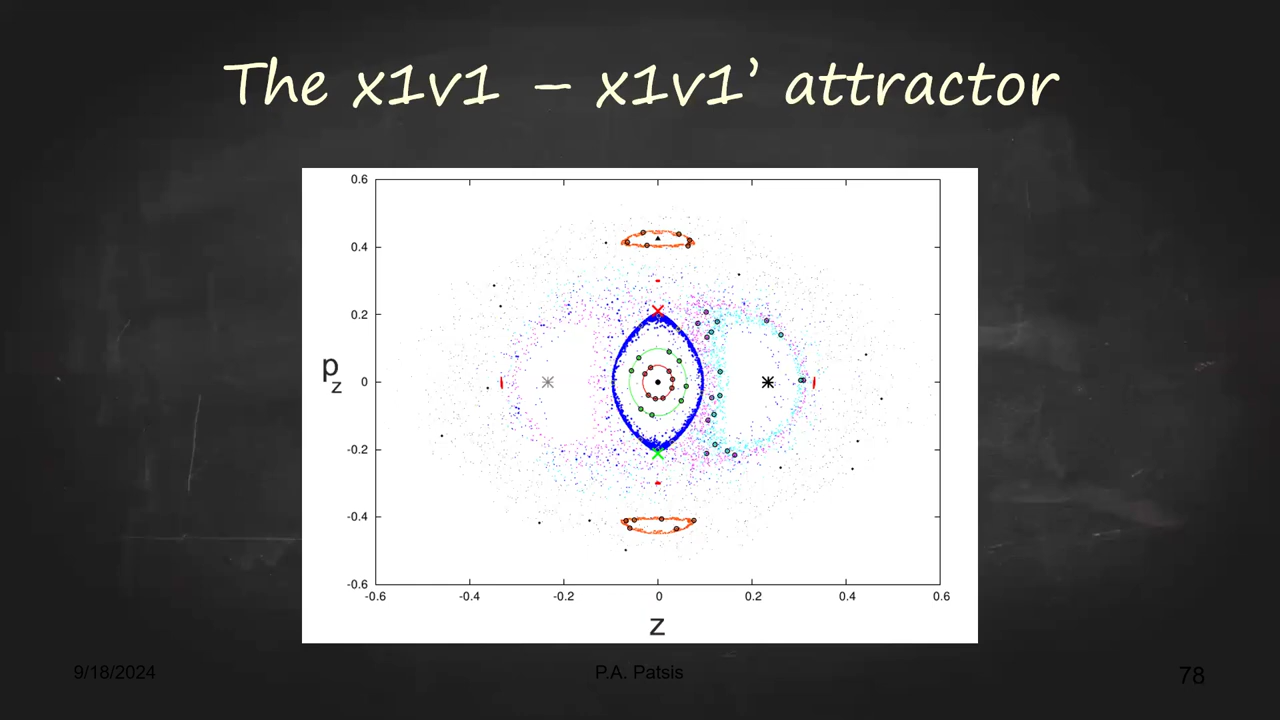 The x1v1 – x1v1’ attractor
0.6
0.4
0.2
0
-0.2
-0.4
-0.6
pz
-0.6 -0.4 -0.2 0 0.2 0.4 0.6
z
9/18/2024 P.A. Patsis 78